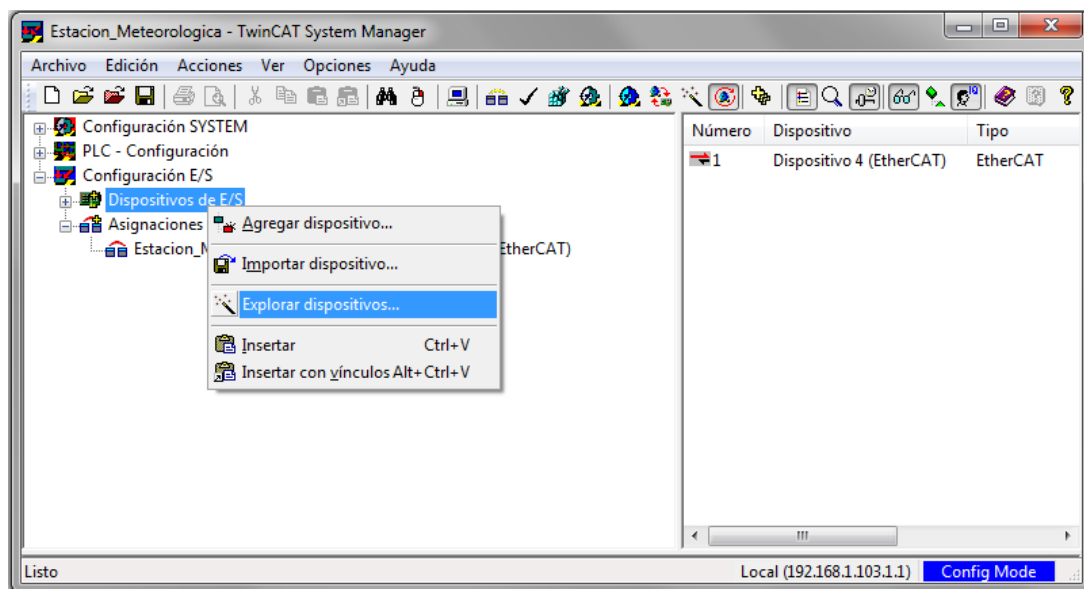 Estacion_Meteorologica - TwinCAT System Manager
Archivo Edición Acciones Ver Opciones Ayuda
Configuración SYSTEM
PLC - Configuración
Configuración E/S
Dispositivos de E/S
Asignaciones
Estacion_M
EtherCAT)
Agregar dispositivo...
Importar dispositivo...
Explorar dispositivos...
Insertar Ctrl+V
Insertar con vínculos Alt+Ctrl+V
Número Dispositivo Tipo
1 Dispositivo 4 (EtherCAT) EtherCAT
Listo Local (192.168.1.103.1.1) Config Mode